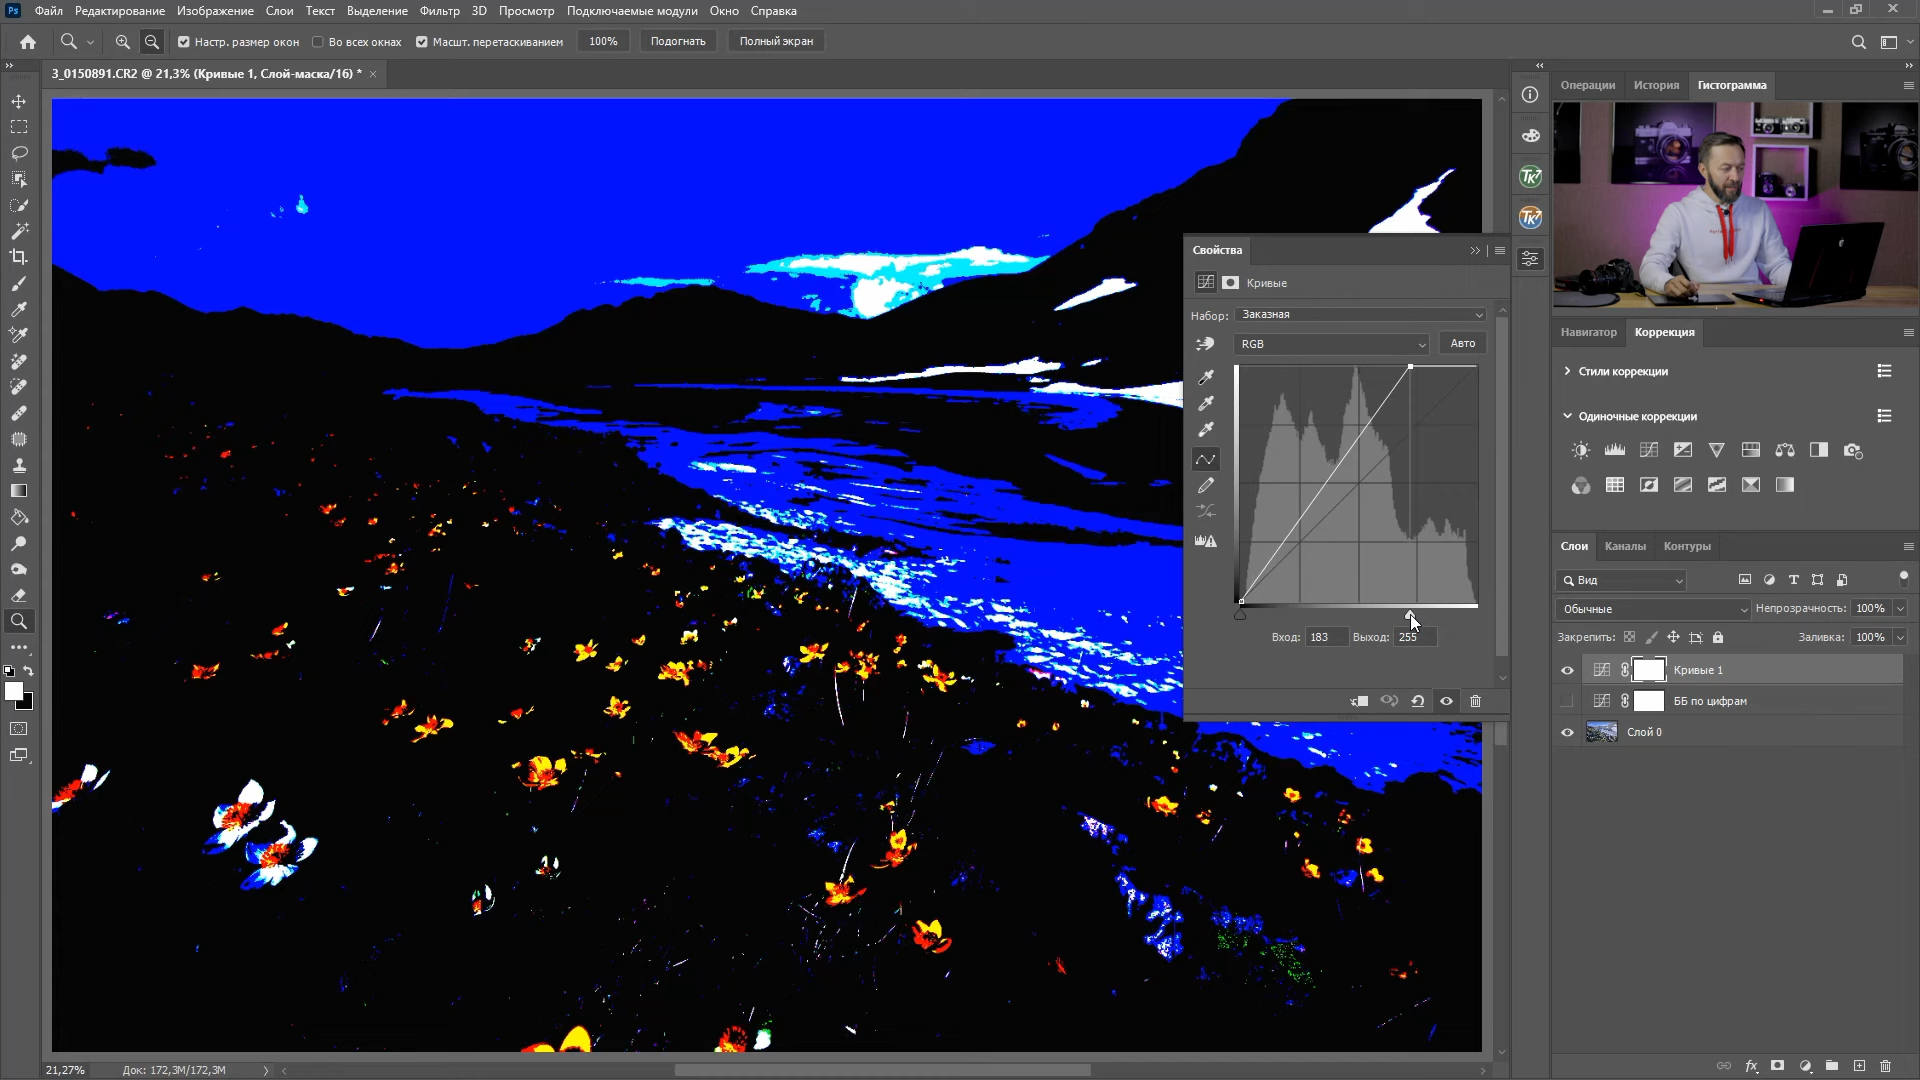 Ps Файл Редактирование Изображение Слои Текст Выделение Фильтр 3D Просмотр Подключаемые модули Окно Справка
Настр. размер окон Во всех окнах Масшт. перетаскиванием 100% Подогнать Полный экран
3_0150891.CR2 @ 21,3% (Кривые 1, Слой-маска/16) *
Операции История Гистограмма
TK7
TK7
Свойства
Кривые
Набор: Заказная
RGB Авто
Вход: 183 Выход: 255
Навигатор Коррекция
Стили коррекции
Одиночные коррекции
Слои Каналы Контуры
Вид
Обычные Непрозрачность: 100%
Закрепить: Заливка: 100%
Кривые 1
ББ по цифрам
Слой 0
21,27% Док: 172,3M/172,3M
fx